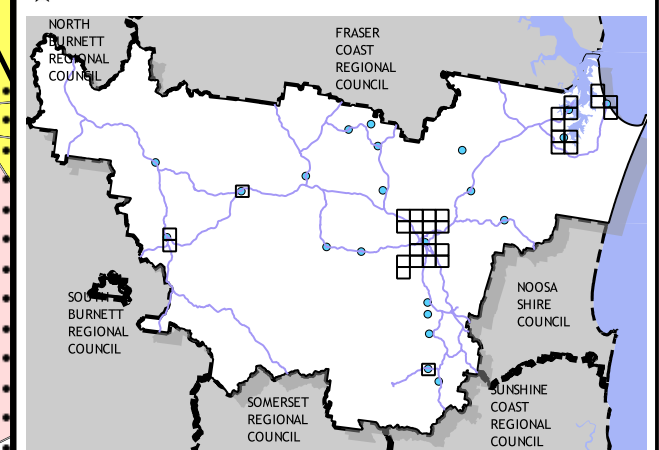 NORTH
BURNETT
REGIONAL
COUNCIL
FRASER
COAST
REGIONAL
COUNCIL
SOUTH
BURNETT
REGIONAL
COUNCIL
NOOSA
SHIRE
COUNCIL
SOMERSET
REGIONAL
COUNCIL
SUNSHINE
COAST
REGIONAL
COUNCIL